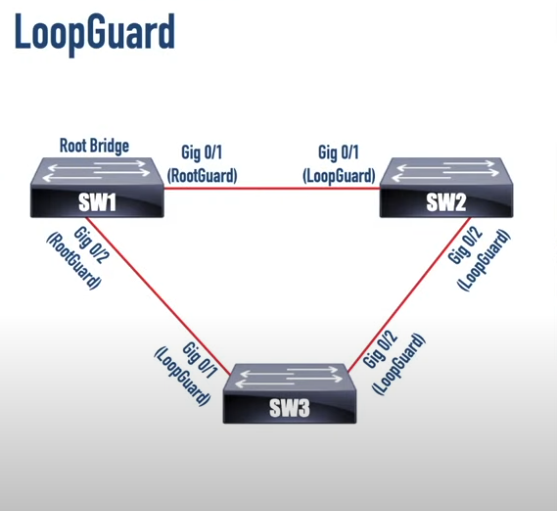 LoopGuard
Root Bridge
Gig 0/1
(RootGuard)
Gig 0/1
(LoopGuard)
SW1
SW2
Gig 0/2
(RootGuard)
Gig 0/2
(LoopGuard)
Gig 0/1
(LoopGuard)
Gig 0/2
(LoopGuard)
SW3